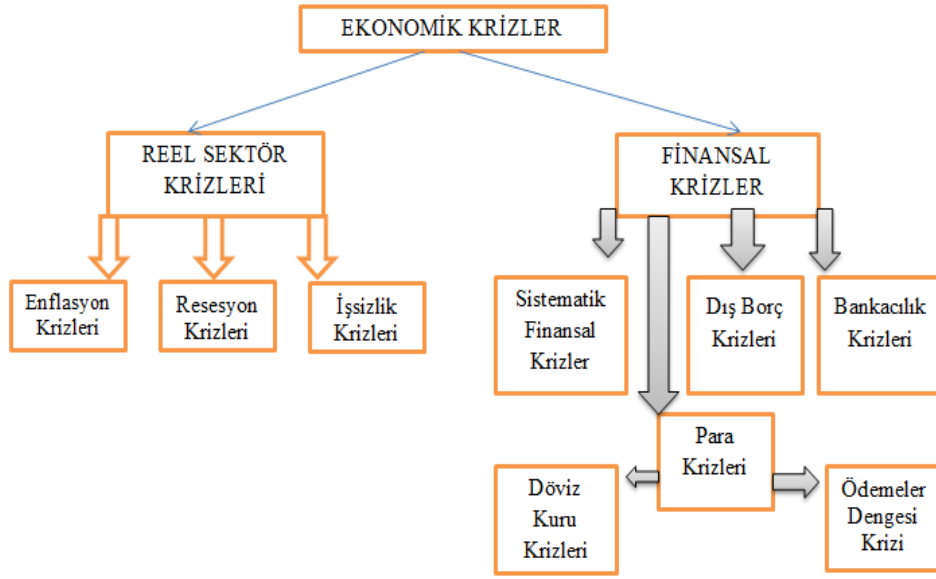 EKONOMİK KRİZLER
REEL SEKTÖR
KRİZLERİ
FİNANSAL
KRİZLER
Enflasyon
Krizleri
Resesyon
Krizleri
İşsizlik
Krizleri
Sistematik
Finansal
Krizler
Dış Borç
Krizleri
Bankacılık
Krizleri
Para
Krizleri
Döviz
Kuru
Krizleri
Ödemeler
Dengesi
Krizi